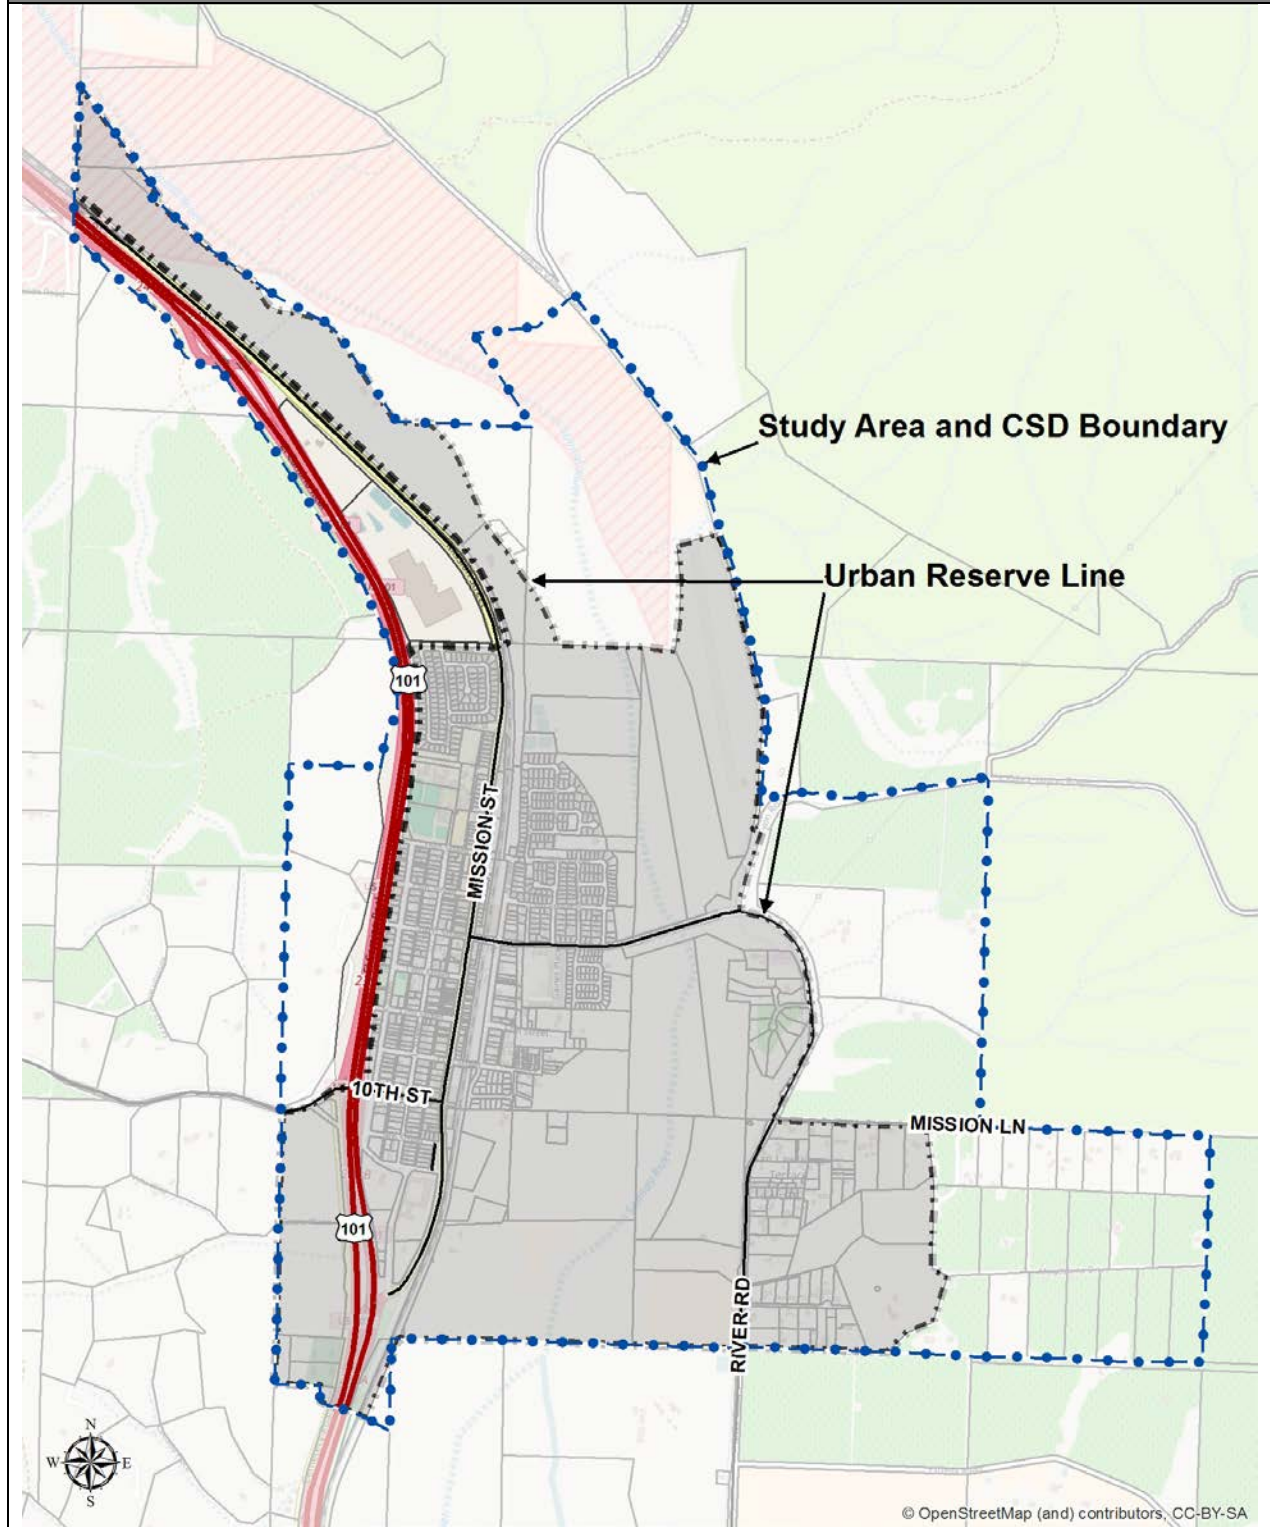 Study Area and CSD Boundary
Urban Reserve Line
101
MISSION ST
10TH ST
MISSION LN
101
RIVER RD
N
W E
S
© OpenStreetMap (and) contributors, CC-BY-SA